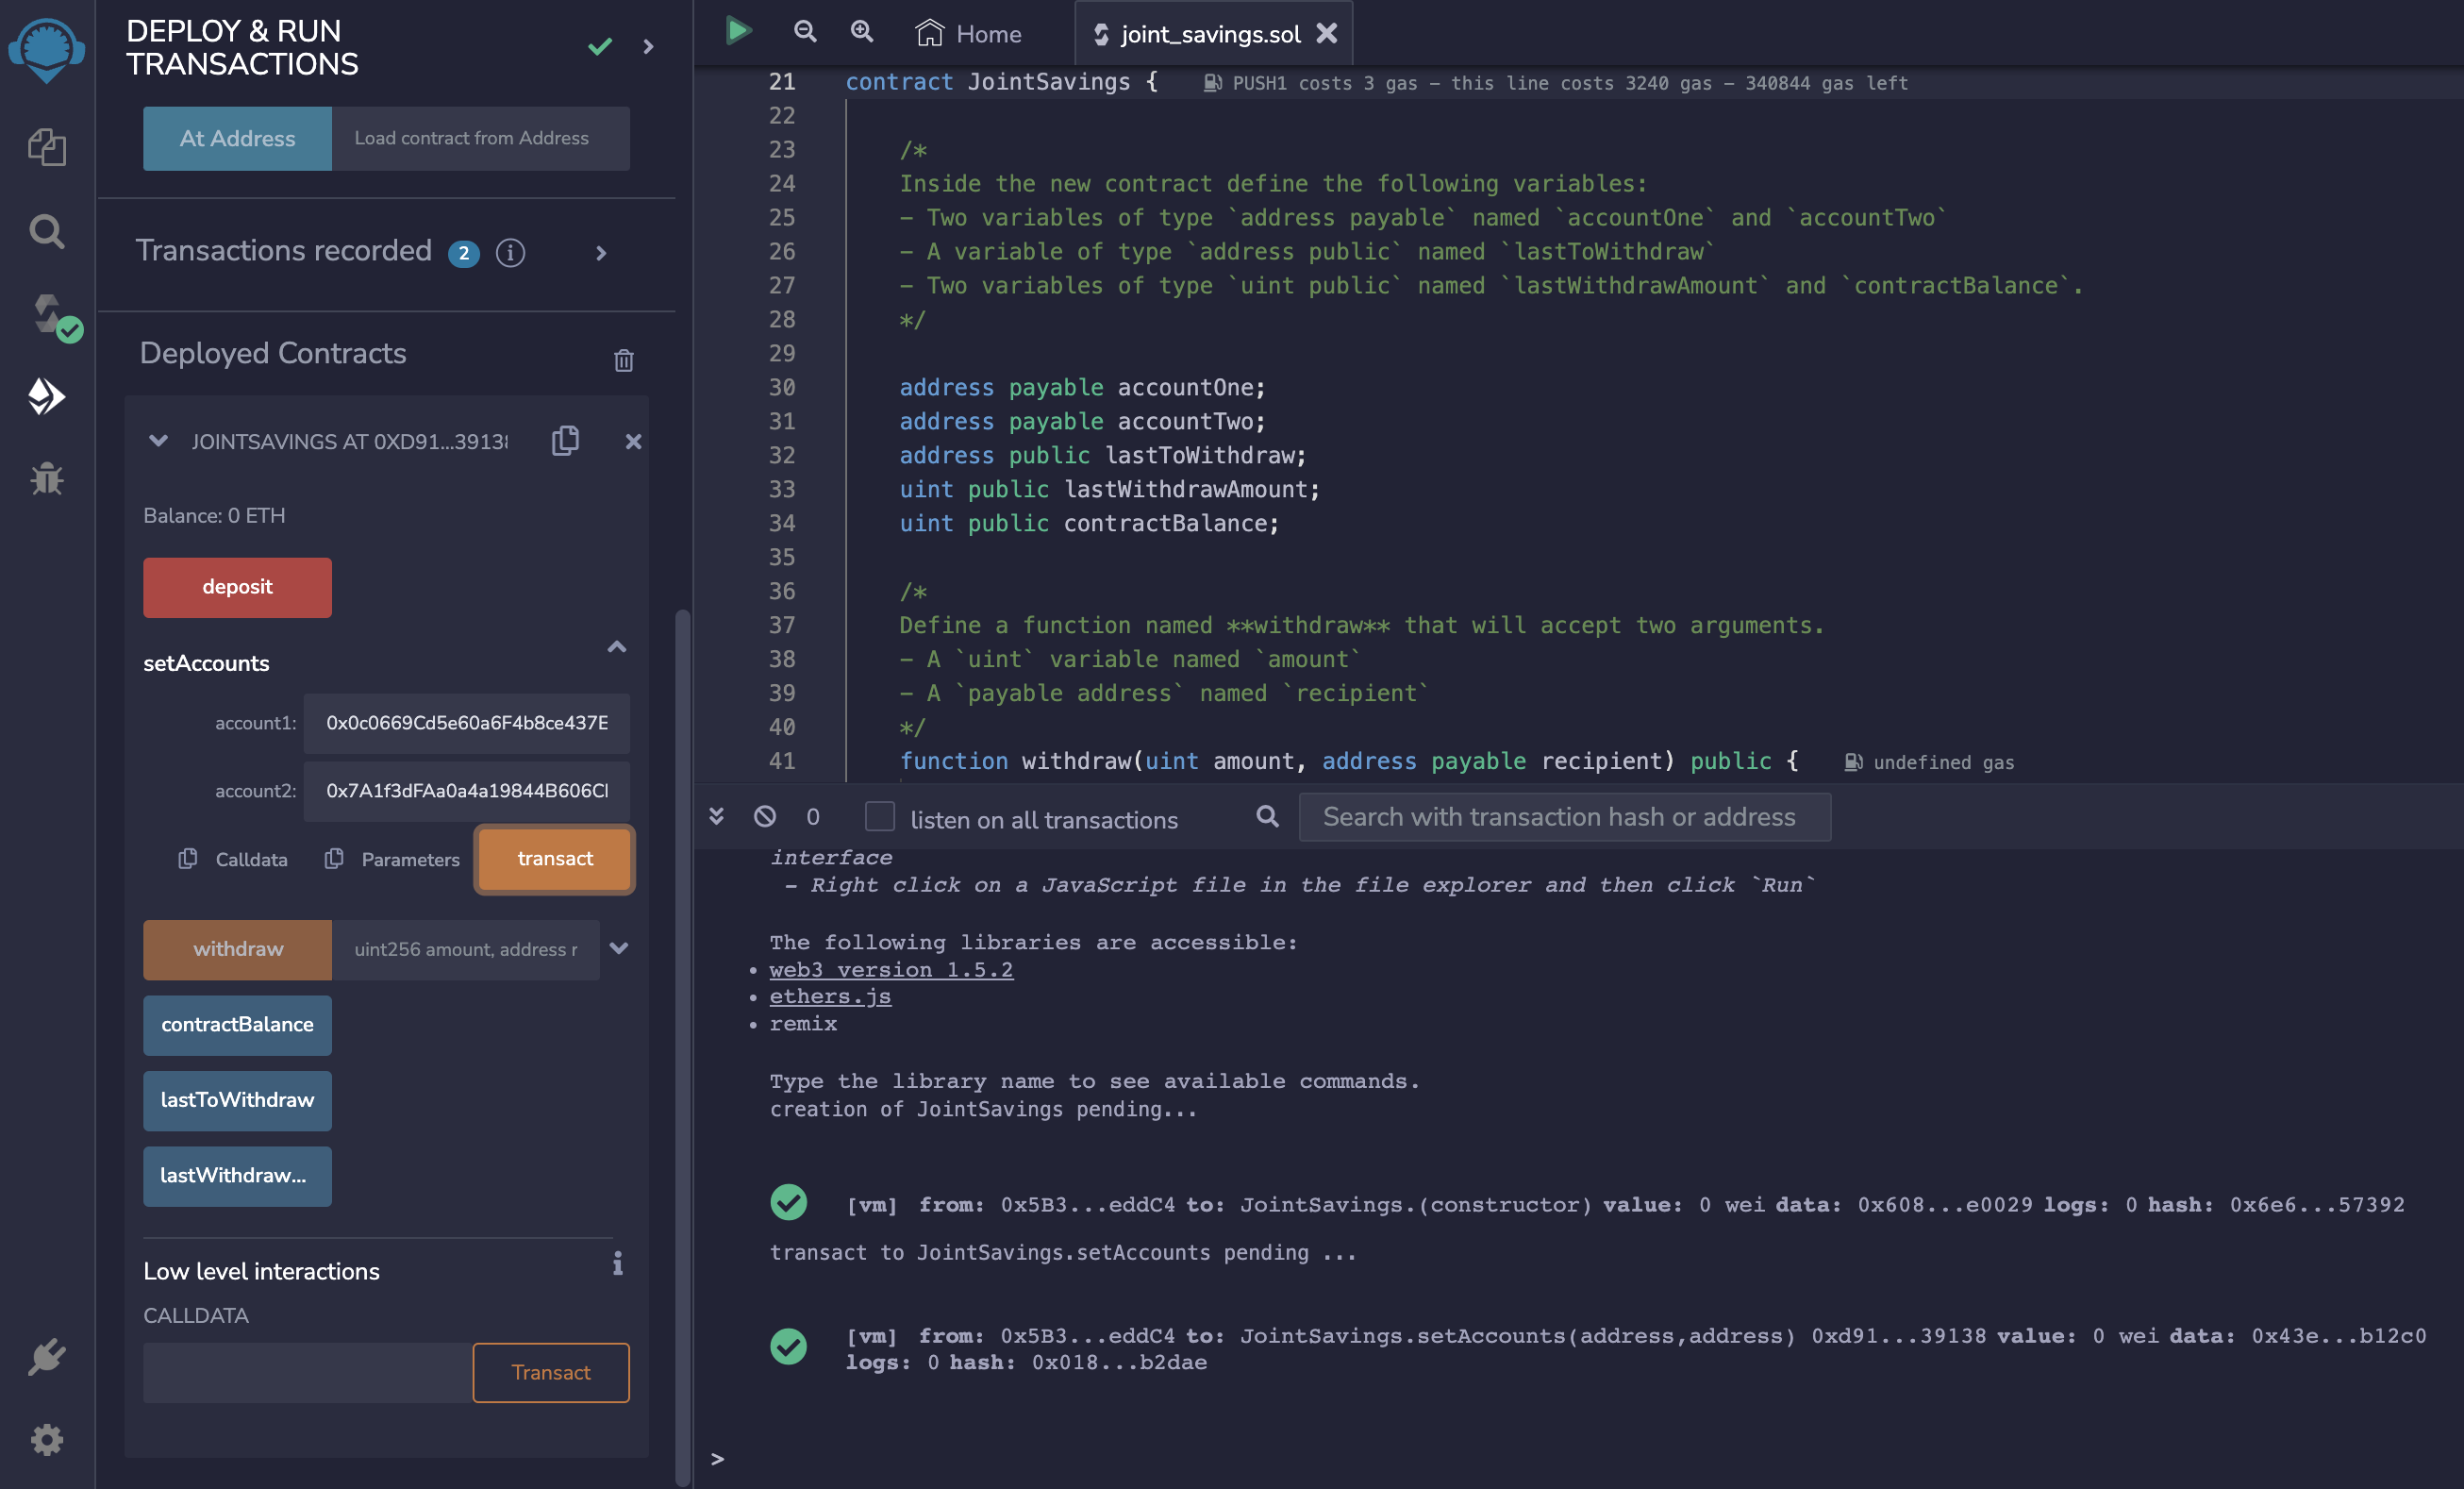 DEPLOY & RUN
TRANSACTIONS
At Address
Load contract from Address
Transactions recorded 2
Deployed Contracts
JOINTSAVINGS AT 0XD91...3913
Balance: 0 ETH
deposit
setAccounts
account1: 0x0c0669Cd5e60a6F4b8ce437E
account2: 0x7A1f3dFAa0a4a19844B606Cl
Calldata Parameters transact
withdraw uint256 amount, address r
contractBalance
lastToWithdraw
lastWithdraw...
Low level interactions
CALLDATA
Transact
Home joint_savings.sol
21 contract JointSavings { PUSH1 costs 3 gas - this line costs 3240 gas - 340844 gas left
22
23 /*
24 Inside the new contract define the following variables:
25 - Two variables of type `address payable` named `accountOne` and `accountTwo`
26 - A variable of type `address public` named `lastToWithdraw`
27 - Two variables of type `uint public` named `lastWithdrawAmount` and `contractBalance`.
28 */
29
30 address payable accountOne;
31 address payable accountTwo;
32 address public lastToWithdraw;
33 uint public lastWithdrawAmount;
34 uint public contractBalance;
35
36 /*
37 Define a function named **withdraw** that will accept two arguments.
38 - A `uint` variable named `amount`
39 - A `payable address` named `recipient`
40 */
41 function withdraw(uint amount, address payable recipient) public { undefined gas
0 listen on all transactions Search with transaction hash or address
interface
- Right click on a JavaScript file in the file explorer and then click `Run`
The following libraries are accessible:
• web3 version 1.5.2
• ethers.js
• remix
Type the library name to see available commands.
creation of JointSavings pending...
[vm] from: 0x5B3...eddC4 to: JointSavings.(constructor) value: 0 wei data: 0x608...e0029 logs: 0 hash: 0x6e6...57392
transact to JointSavings.setAccounts pending ...
[vm] from: 0x5B3...eddC4 to: JointSavings.setAccounts(address,address) 0xd91...39138 value: 0 wei data: 0x43e...b12c0
logs: 0 hash: 0x018...b2dae
>